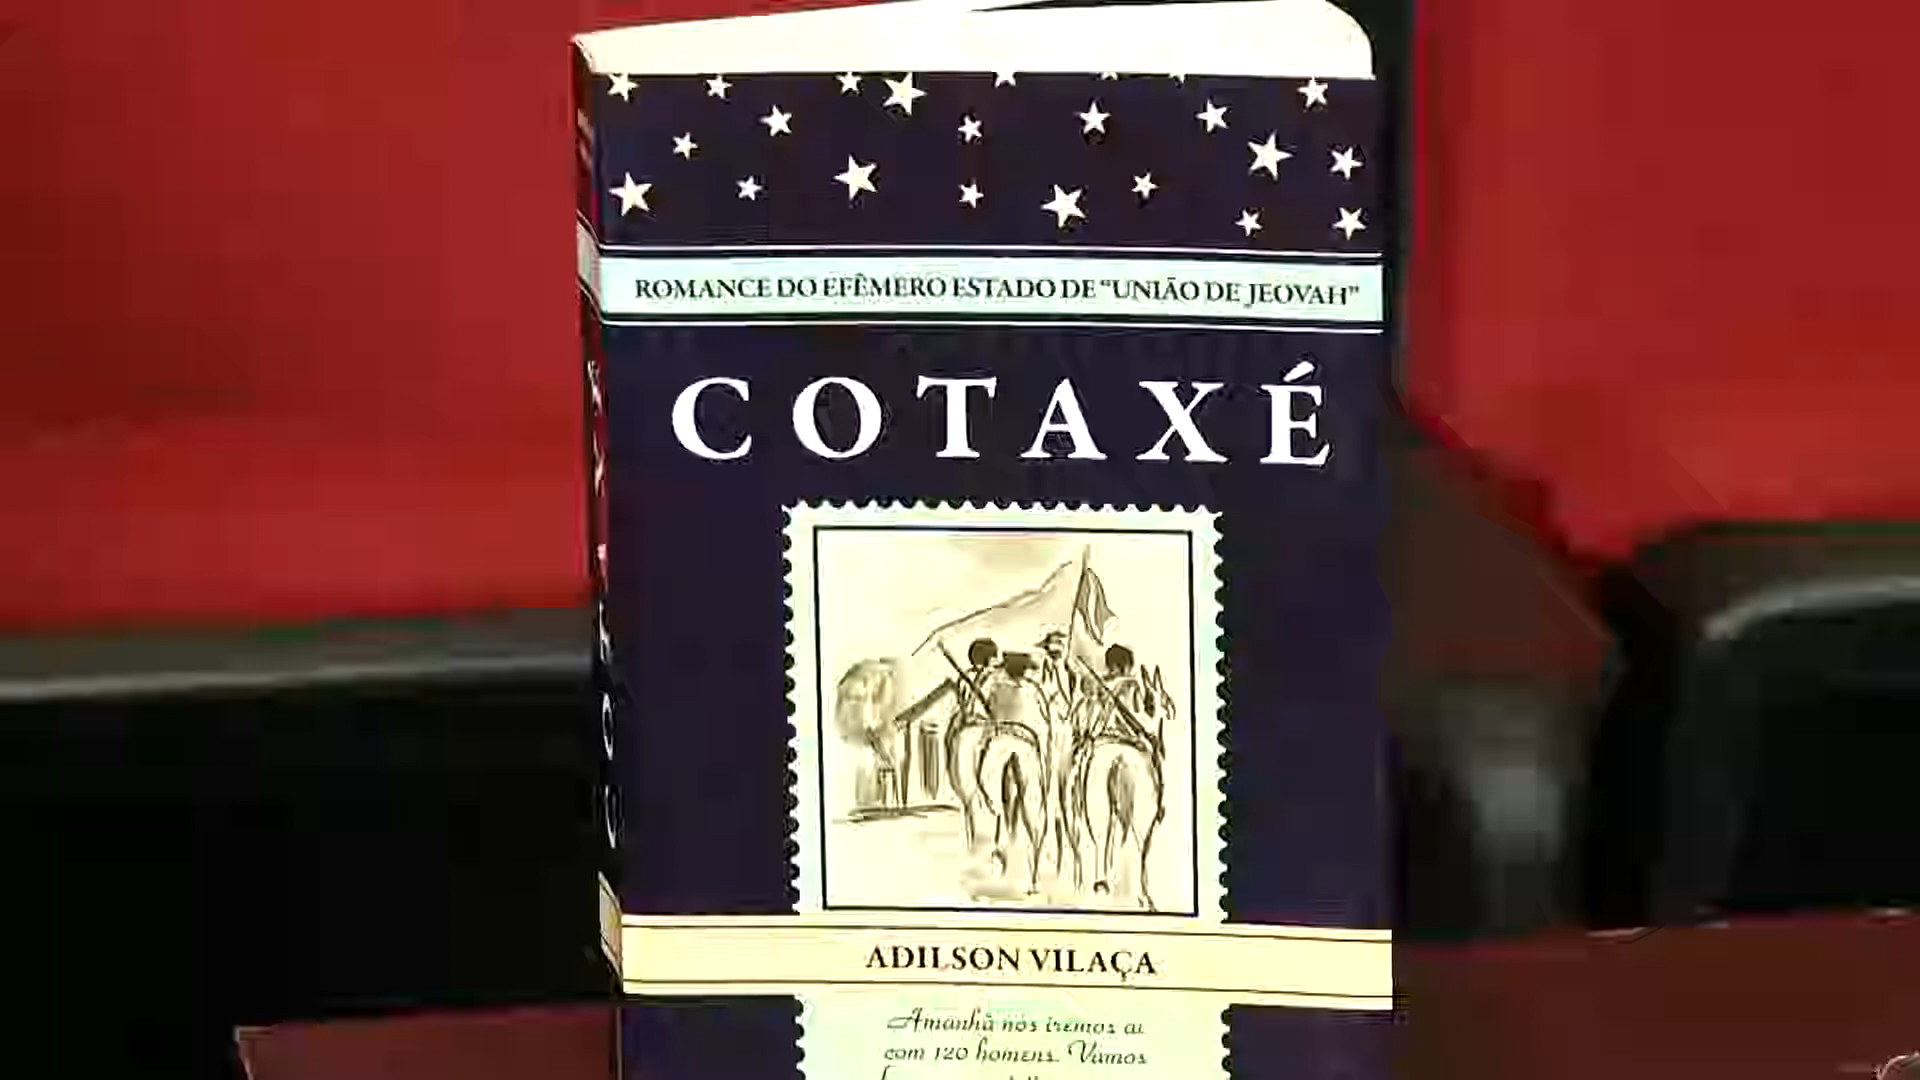 ROMANCE DO EFÊMERO ESTADO DE "UNIÃO DE JEOVAH"
COTAXÉ
ADILSON VILAÇA
Amanhã nós iremos aí
com 120 homens. Vamos